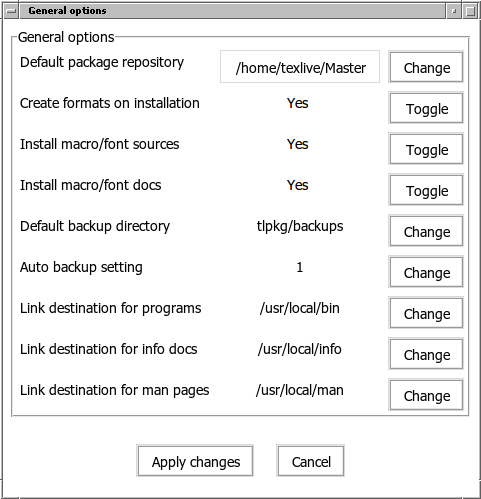 General options
General options
Default package repository /home/texlive/Master Change
Create formats on installation Yes Toggle
Install macro/font sources Yes Toggle
Install macro/font docs Yes Toggle
Default backup directory tlpkg/backups Change
Auto backup setting 1 Change
Link destination for programs /usr/local/bin Change
Link destination for info docs /usr/local/info Change
Link destination for man pages /usr/local/man Change
Apply changes Cancel